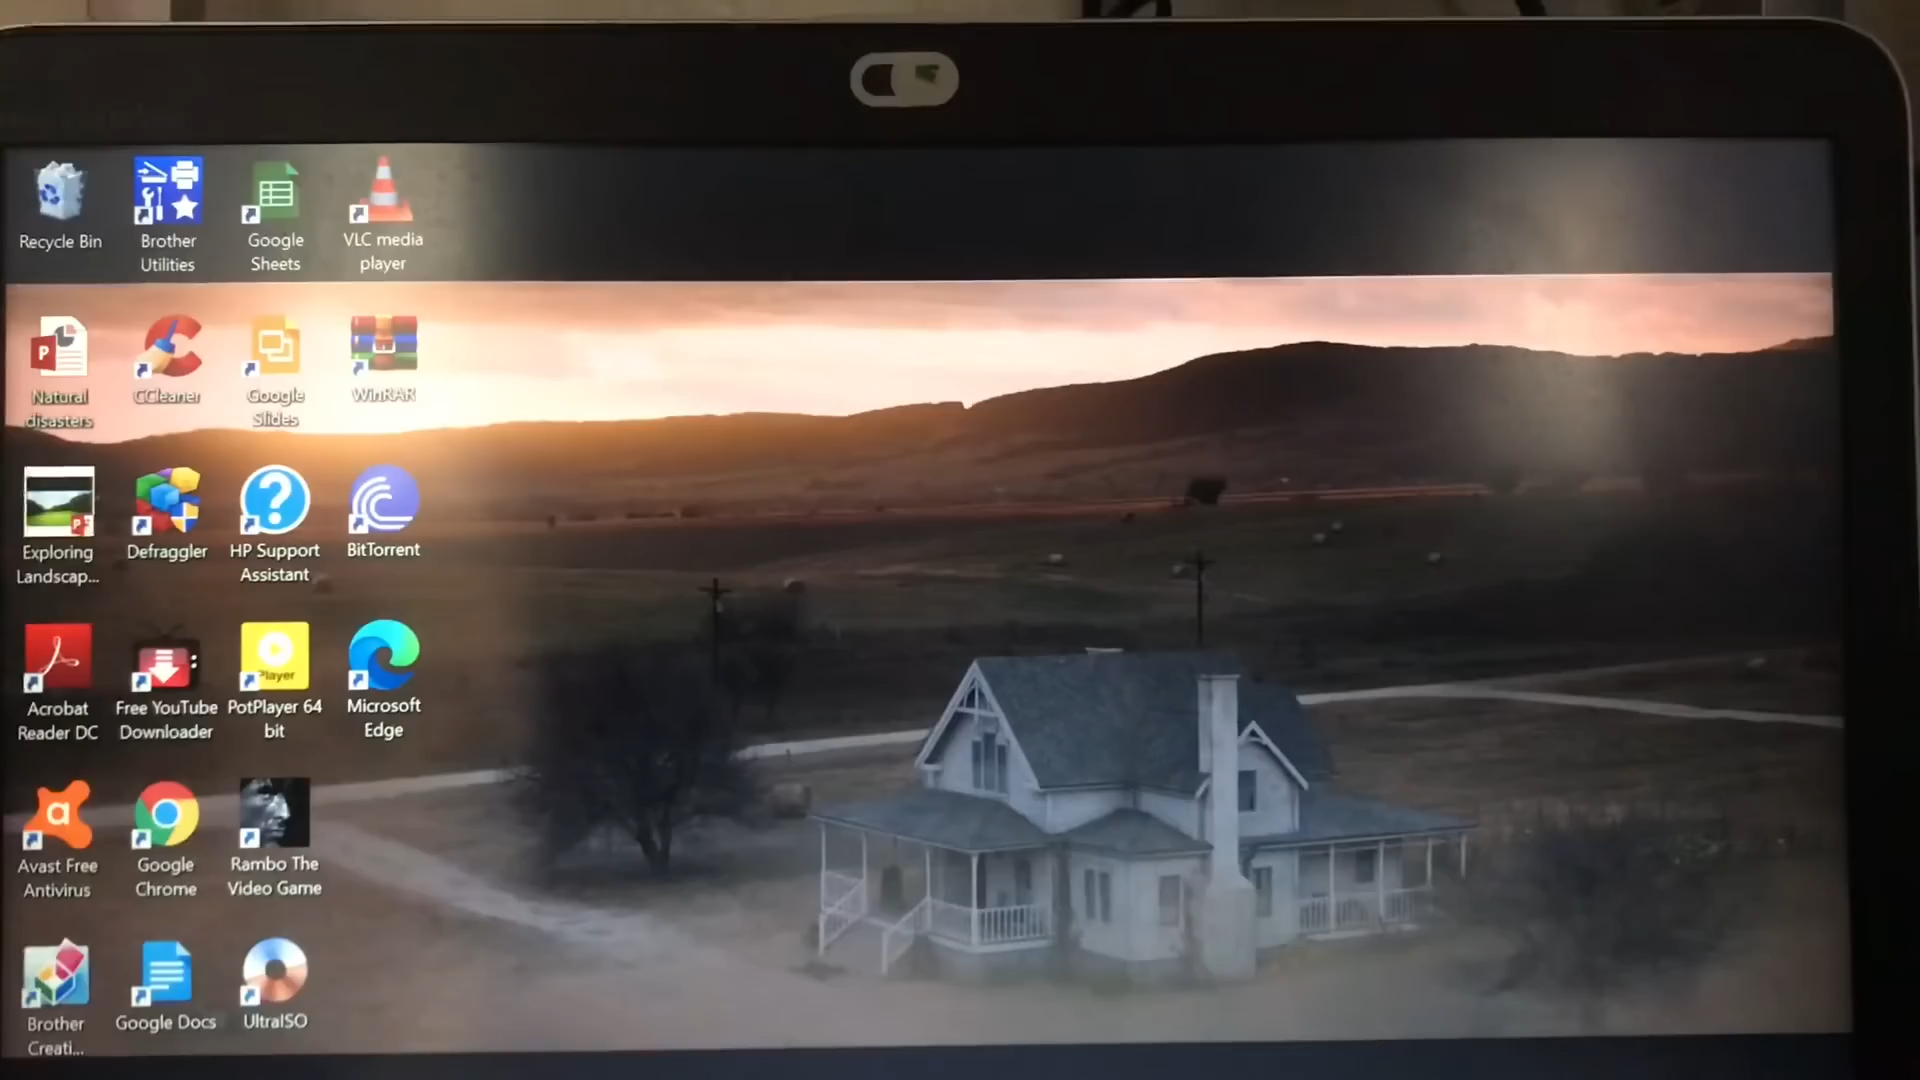 Recycle Bin
Brother
Utilities
Google
Sheets
VLC media
player
Natural
disasters
CCleaner
Google
Slides
WinRAR
Exploring
Landscap...
Defraggler
HP Support
Assistant
BitTorrent
Acrobat
Reader DC
Free YouTube
Downloader
Player
PotPlayer 64
bit
Microsoft
Edge
Avast Free
Antivirus
Google
Chrome
Rambo The
Video Game
Brother
Creati...
Google Docs
UltraISO